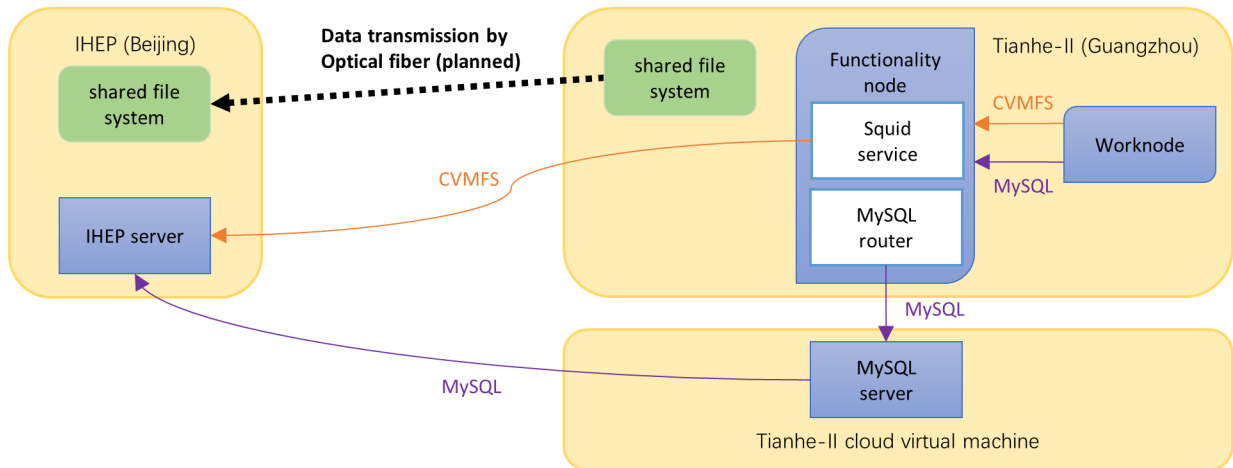 IHEP (Beijing)
shared file
system
IHEP server
Data transmission by
Optical fiber (planned)
CVMFS
MySQL
shared file
system
Functionality
node
Squid
service
MySQL
router
Tianhe-II (Guangzhou)
CVMFS
MySQL
Worknode
MySQL
MySQL
server
Tianhe-II cloud virtual machine